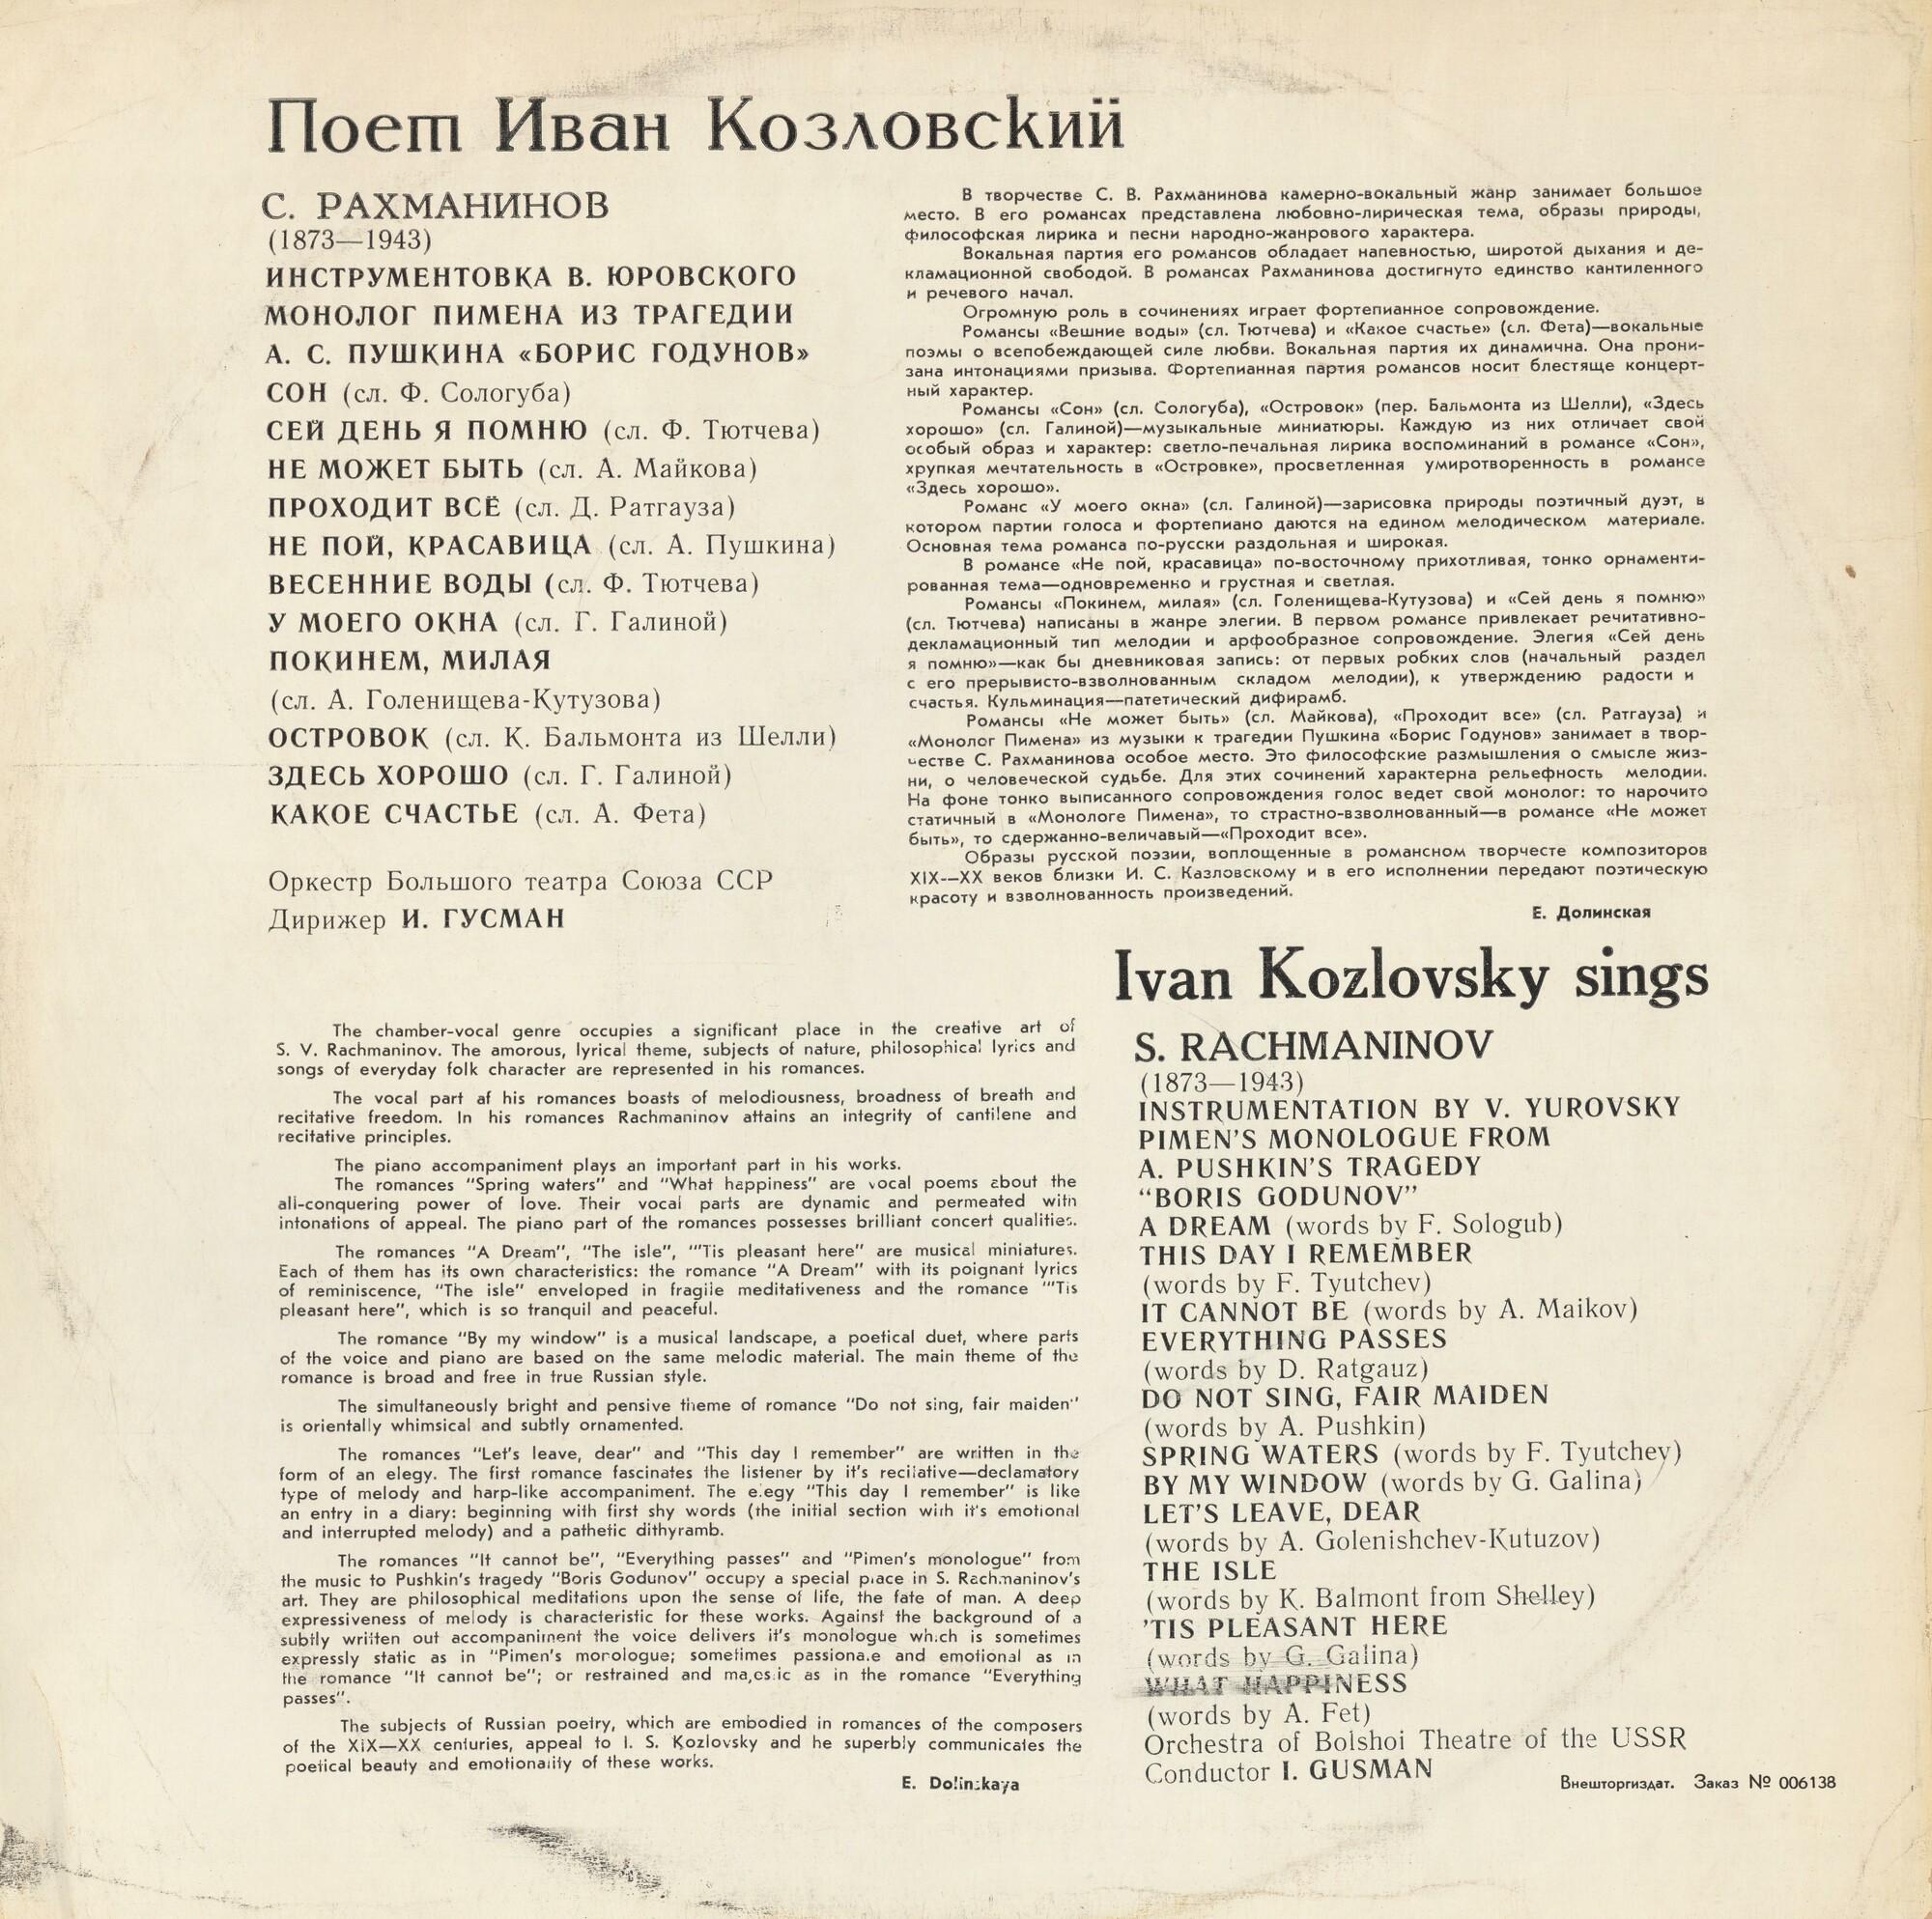 Поет Иван Козловский
С. РАХМАНИНОВ
(1873—1943)
ИНСТРУМЕНТОВКА В. ЮРОВСКОГО
МОНОЛОГ ПИМЕНА ИЗ ТРАГЕДИИ
А. С. ПУШКИНА «БОРИС ГОДУНОВ»
СОН (сл. Ф. Сологуба)
СЕЙ ДЕНЬ Я ПОМНЮ (сл. Ф. Тютчева)
НЕ МОЖЕТ БЫТЬ (сл. А. Майкова)
ПРОХОДИТ ВСЁ (сл. Д. Ратгауза)
НЕ ПОЙ, КРАСАВИЦА (сл. А. Пушкина)
ВЕСЕННИЕ ВОДЫ (сл. Ф. Тютчева)
У МОЕГО ОКНА (сл. Г. Галиной)
ПОКИНЕМ, МИЛАЯ
(сл. А. Голенищева-Кутузова)
ОСТРОВОК (сл. К. Бальмонта из Шелли)
ЗДЕСЬ ХОРОШО (сл. Г. Галиной)
КАКОЕ СЧАСТЬЕ (сл. А. Фета)
Оркестр Большого театра Союза ССР
Дирижер И. ГУСМАН
В творчестве С. В. Рахманинова камерно-вокальный жанр занимает большое
место. В его романсах представлена любовно-лирическая тема, образы природы,
философская лирика и песни народно-жанрового характера.
Вокальная партия его романсов обладает напевностью, широтой дыхания и де-
кламационной свободой. В романсах Рахманинова достигнуто единство кантиленного
и речевого начал.
Огромную роль в сочинениях играет фортепианное сопровождение.
Романсы «Вешние воды» (сл. Тютчева) и «Какое счастье» (сл. Фета)—вокальные
поэмы о всепобеждающей силе любви. Вокальная партия их динамична. Она прони-
зана интонациями призыва. Фортепианная партия романсов носит блестяще концерт-
ный характер.
Романсы «Сон» (сл. Сологуба), «Островок» (пер. Бальмонта из Шелли), «Здесь
хорошо» (сл. Галиной)—музыкальные миниатюры. Каждую из них отличает свой
особый образ и характер: светло-печальная лирика воспоминаний в романсе «Сон»,
хрупкая мечтательность в «Островке», просветленная умиротворенность в романсе
«Здесь хорошо».
Романс «У моего окна» (сл. Галиной)—зарисовка природы поэтичный дуэт, в
котором партии голоса и фортепиано даются на едином мелодическом материале.
Основная тема романса по-русски раздольная и широкая.
В романсе «Не пой, красавица» по-восточному прихотливая, тонко орнаменти-
рованная тема—одновременно и грустная и светлая.
Романсы «Покинем, милая» (сл. Голенищева-Кутузова) и «Сей день я помню»
(сл. Тютчева) написаны в жанре элегии. В первом романсе привлекает речитативно-
декламационный тип мелодии и арфообразное сопровождение. Элегия «Сей день
я помню»—как бы дневниковая запись: от первых робких слов (начальный раздел
с его прерывисто-взволнованным складом мелодии), к утверждению радости и
счастья. Кульминация—патетический дифирамб.
Романсы «Не может быть» (сл. Майкова), «Проходит все» (сл. Ратгауза) и
«Монолог Пимена» из музыки к трагедии Пушкина «Борис Годунов» занимает в твор-
честве С. Рахманинова особое место. Это философские размышления о смысле жиз-
ни, о человеческой судьбе. Для этих сочинений характерна рельефность мелодии.
На фоне тонко выписанного сопровождения голос ведет свой монолог: то нарочито
статичный в «Монологе Пимена», то страстно-взволнованный—в романсе «Не может
быть», то сдержанно-величавый—«Проходит все».
Образы русской поэзии, воплощенные в романсном творчестве композиторов
XIX—XX веков близки И. С. Казловскому и в его исполнении передают поэтическую
красоту и взволнованность произведений.
Е. Долинская
The chamber-vocal genre occupies a significant place in the creative art of
S. V. Rachmaninov. The amorous, lyrical theme, subjects of nature, philosophical lyrics and
songs of everyday folk character are represented in his romances.
The vocal part af his romances boasts of melodiousness, broadness of breath and
recitative freedom. In his romances Rachmaninov attains an integrity of cantilene and
recitative principles.
The piano accompaniment plays an important part in his works.
The romances "Spring waters" and "What happiness" are vocal poems about the
all-conquering power of love. Their vocal parts are dynamic and permeated with
intonations of appeal. The piano part of the romances possesses brilliant concert qualities.
The romances "A Dream", "The isle", "'Tis pleasant here" are musical miniatures.
Each of them has its own characteristics: the romance "A Dream" with its poignant lyrics
of reminiscence, "The isle" enveloped in fragile meditativeness and the romance "'Tis
pleasant here", which is so tranquil and peaceful.
The romance "By my window" is a musical landscape, a poetical duet, where parts
of the voice and piano are based on the same melodic material. The main theme of the
romance is broad and free in true Russian style.
The simultaneously bright and pensive theme of romance "Do not sing, fair maiden"
is orientally whimsical and subtly ornamented.
The romances "Let's leave, dear" and "This day I remember" are written in the
form of an elegy. The first romance fascinates the listener by it's recitative—declamatory
type of melody and harp-like accompaniment. The elegy "This day I remember" is like
an entry in a diary: beginning with first shy words (the initial section with it's emotional
and interrupted melody) and a pathetic dithyramb.
The romances "It cannot be", "Everything passes" and "Pimen's monologue" from
the music to Pushkin's tragedy "Boris Godunov" occupy a special place in S. Rachmaninov's
art. They are philosophical meditations upon the sense of life, the fate of man. A deep
expressiveness of melody is characteristic for these works. Against the background of a
subtly written out accompaniment the voice delivers it's monologue which is sometimes
expressly static as in "Pimen's morologue; sometimes passionate and emotional as in
the romance "It cannot be"; or restrained and majestic as in the romance "Everything
passes".
The subjects of Russian poetry, which are embodied in romances of the composers
of the XIX—XX centuries, appeal to I. S. Kozlovsky and he superbly communicates the
poetical beauty and emotionality of these works.
E. Dolinskaya
Ivan Kozlovsky sings
S. RACHMANINOV
(1873—1943)
INSTRUMENTATION BY V. YUROVSKY
PIMEN'S MONOLOGUE FROM
A. PUSHKIN'S TRAGEDY
"BORIS GODUNOV"
A DREAM (words by F. Sologub)
THIS DAY I REMEMBER
(words by F. Tyutchev)
IT CANNOT BE (words by A. Maikov)
EVERYTHING PASSES
(words by D. Ratgauz)
DO NOT SING, FAIR MAIDEN
(words by A. Pushkin)
SPRING WATERS (words by F. Tyutchev)
BY MY WINDOW (words by G. Galina)
LET'S LEAVE, DEAR
(words by A. Golenishchev-Kutuzov)
THE ISLE
(words by K. Balmont from Shelley)
'TIS PLEASANT HERE
(words by G. Galina)
WHAT HAPPINESS
(words by A. Fet)
Orchestra of Bolshoi Theatre of the USSR
Conductor I. GUSMAN
Внешторгиздат. Заказ № 006138